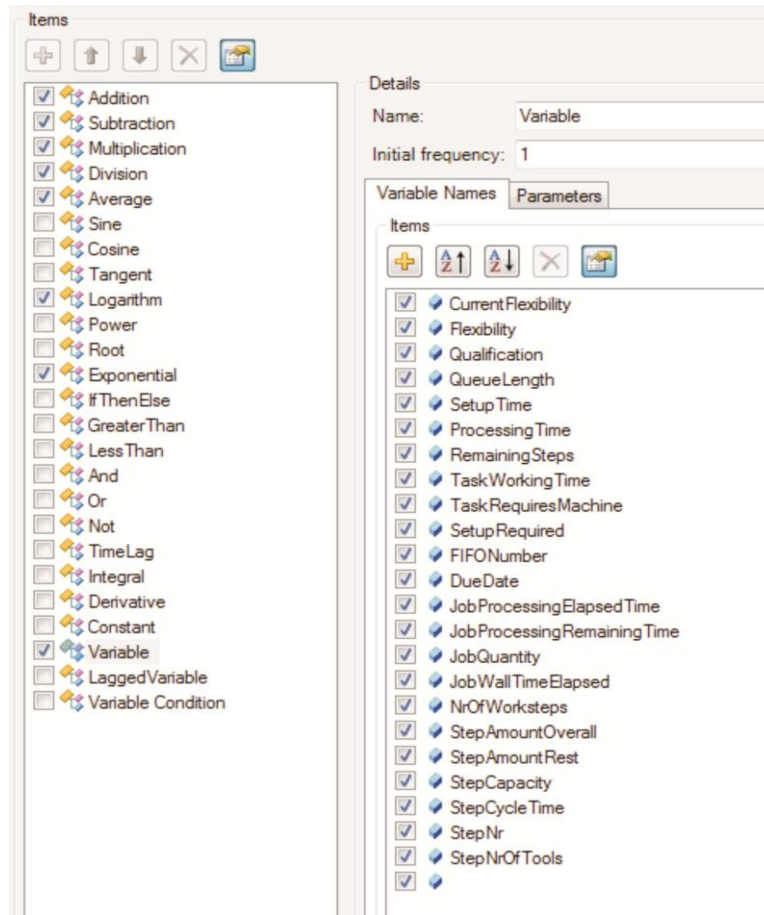 Items
Addition
Subtraction
Multiplication
Division
Average
Sine
Cosine
Tangent
Logarithm
Power
Root
Exponential
IfThenElse
GreaterThan
LessThan
And
Or
Not
TimeLag
Integral
Derivative
Constant
Variable
LaggedVariable
Variable Condition
Details
Name: Variable
Initial frequency: 1
Variable Names Parameters
Items
CurrentFlexibility
Flexibility
Qualification
QueueLength
SetupTime
ProcessingTime
RemainingSteps
TaskWorkingTime
TaskRequiresMachine
SetupRequired
FIFONumber
DueDate
JobProcessingElapsedTime
JobProcessingRemainingTime
JobQuantity
JobWallTimeElapsed
NrOfWorksteps
StepAmountOverall
StepAmountRest
StepCapacity
StepCycleTime
StepNr
StepNrOfTools